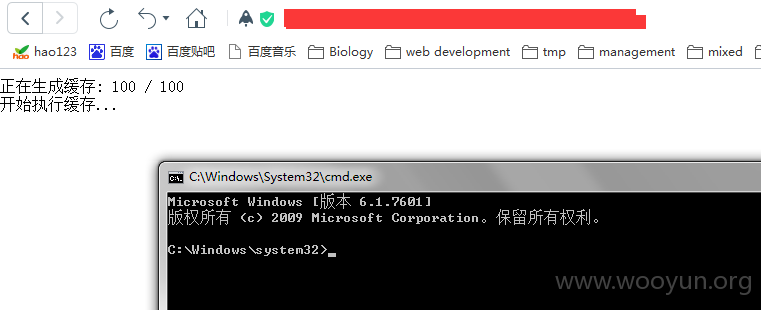 hao123 百度 百度贴吧 百度音乐 Biology web development tmp management mixed
正在生成缓存: 100 / 100
开始执行缓存...
C:\Windows\System32\cmd.exe
Microsoft Windows [版本 6.1.7601]
版权所有 (c) 2009 Microsoft Corporation。保留所有权利。
C:\Windows\system32>
www.wooyun.org